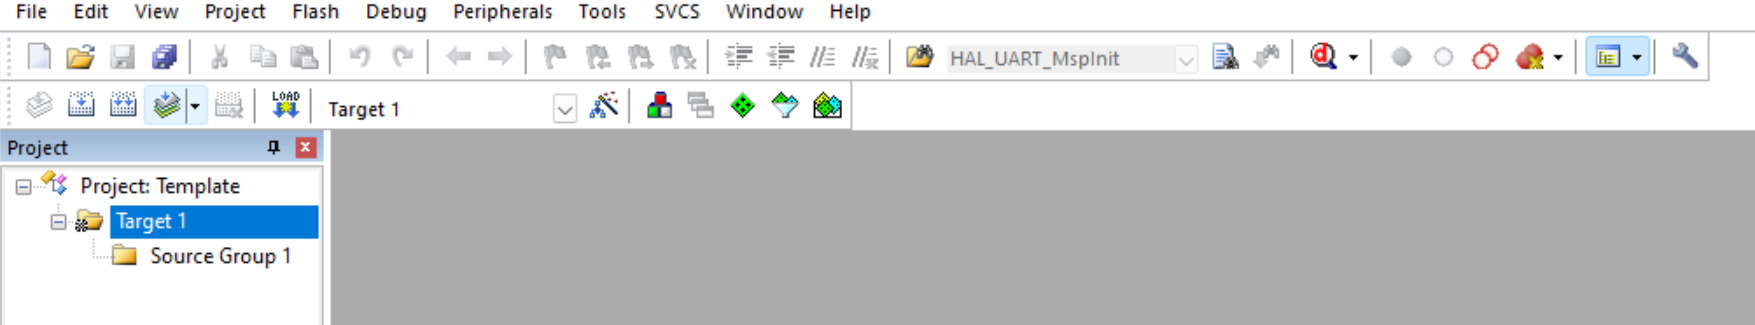 File Edit View Project Flash Debug Peripherals Tools SVCS Window Help
HAL_UART_MspInit
LOAD
Target 1
Project
Project: Template
Target 1
Source Group 1